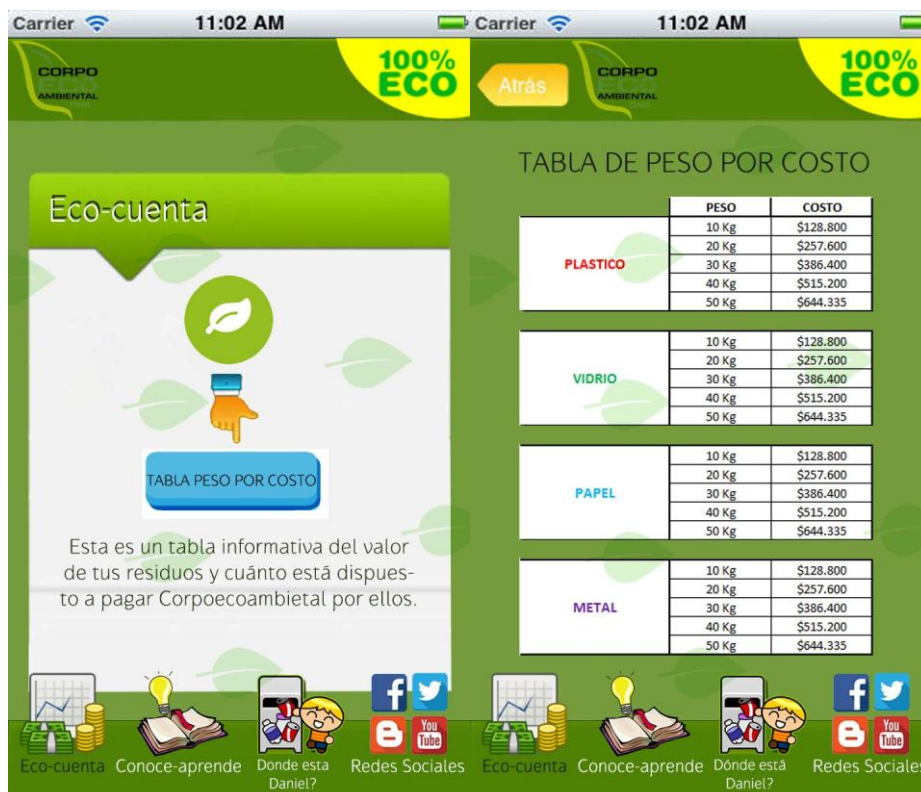 Carrier 11:02 AM
CORPO
ECO
AMBIENTAL
100%
ECO
Eco-cuenta
TABLA PESO POR COSTO
Esta es un tabla informativa del valor
de tus residuos y cuánto está dispues-
to a pagar Corpoecoambietal por ellos.
Eco-cuenta Conoce-aprende Donde esta Redes Sociales
Daniel?
You
Tube
Carrier 11:02 AM
Atrás
CORPO
ECO
AMBIENTAL
100%
ECO
TABLA DE PESO POR COSTO
PESO COSTO
PLASTICO
10 Kg $128.800
20 Kg $257.600
30 Kg $386.400
40 Kg $515.200
50 Kg $644.335
VIDRIO
10 Kg $128.800
20 Kg $257.600
30 Kg $386.400
40 Kg $515.200
50 Kg $644.335
PAPEL
10 Kg $128.800
20 Kg $257.600
30 Kg $386.400
40 Kg $515.200
50 Kg $644.335
METAL
10 Kg $128.800
20 Kg $257.600
30 Kg $386.400
40 Kg $515.200
50 Kg $644.335
You
Tube
Eco-cuenta Conoce-aprende Dónde está Redes Sociales
Daniel?